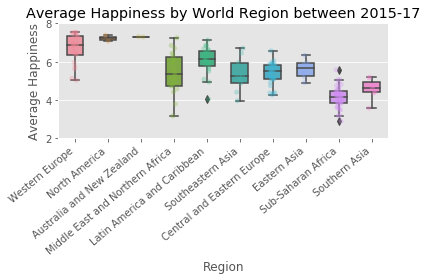 Average Happiness by World Region between 2015-17
Average Happiness
8
6
4
2
Western Europe
North America
Australia and New Zealand
Middle East and Northern Africa
Latin America and Caribbean
Southeastern Asia
Central and Eastern Europe
Eastern Asia
Sub-Saharan Africa
Southern Asia
Region